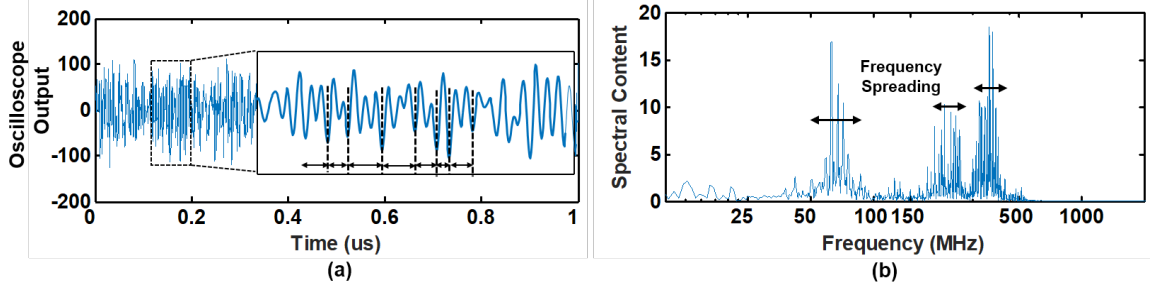 200
100
0
-100
-200
Oscilloscope
Output
0
0.2
0.4
0.6
0.8
1
Time (us)
(a)
20
15
10
5
0
Spectral Content
Frequency
Spreading
25
50
100
150
500
1000
Frequency (MHz)
(b)